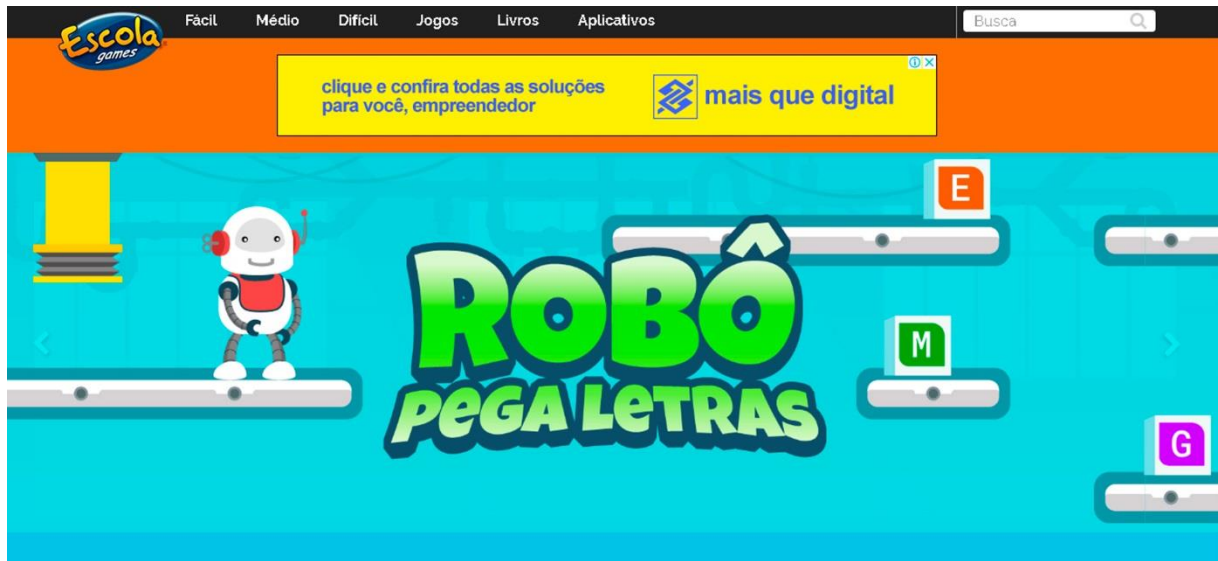 Escola games
Fácil Médio Difícil Jogos Livros Aplicativos
Busca
clique e confira todas as soluções
para você, empreendedor
mais que digital
E
ROBÔ
M
PEGA LETRAS
G